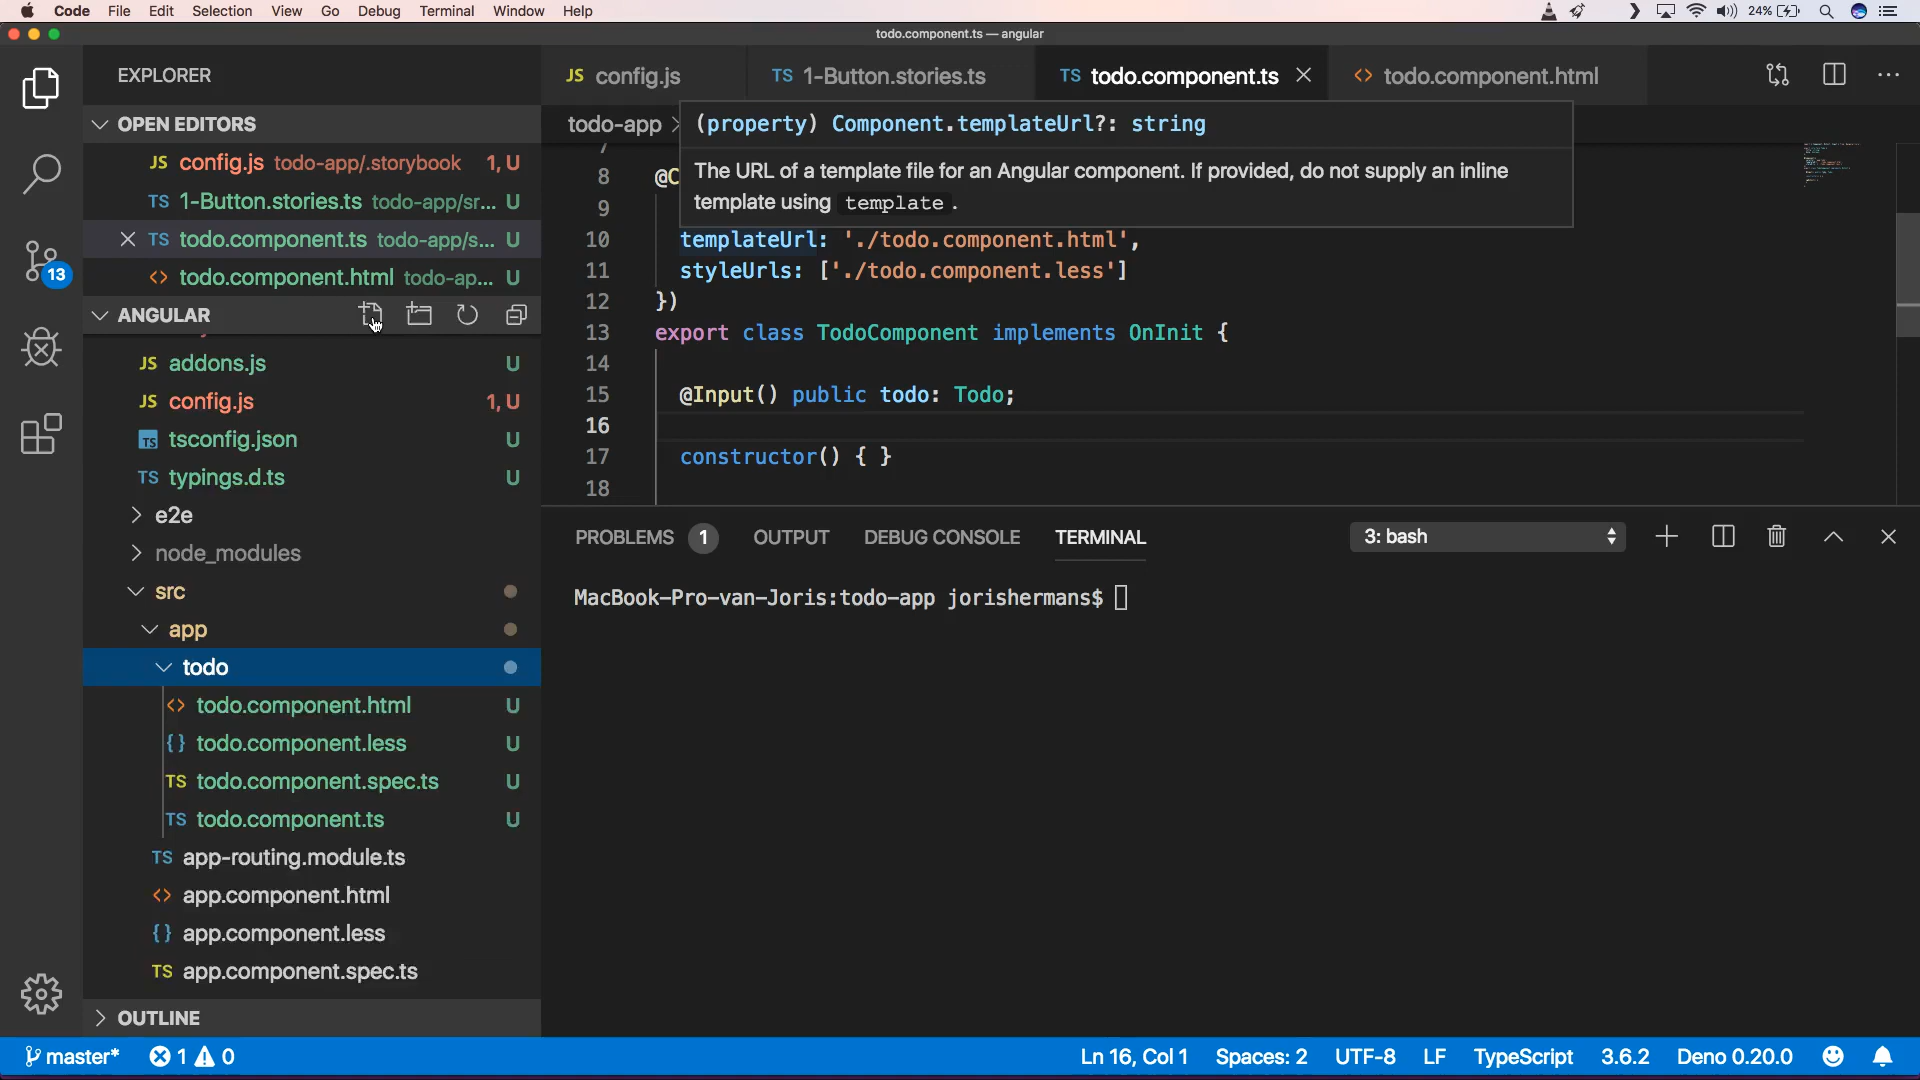 Code File Edit Selection View Go Debug Terminal Window Help 24%
todo.component.ts — angular
EXPLORER
OPEN EDITORS
JS config.js todo-app/.storybook 1, U
TS 1-Button.stories.ts todo-app/sr... U
TS todo.component.ts todo-app/s... U
<> todo.component.html todo-ap... U
ANGULAR
JS addons.js U
JS config.js 1, U
TS tsconfig.json U
TS typings.d.ts U
e2e
node_modules
src
app
todo
<> todo.component.html U
{} todo.component.less U
TS todo.component.spec.ts U
TS todo.component.ts U
TS app-routing.module.ts
<> app.component.html
{} app.component.less
TS app.component.spec.ts
OUTLINE
13
JS config.js TS 1-Button.stories.ts TS todo.component.ts <> todo.component.html
todo-app >
(property) Component.templateUrl?: string
The URL of a template file for an Angular component. If provided, do not supply an inline
template using template .
7
8 @C
9
10 templateUrl: './todo.component.html',
11 styleUrls: ['./todo.component.less']
12 })
13 export class TodoComponent implements OnInit {
14
15 @Input() public todo: Todo;
16
17 constructor() { }
18
PROBLEMS 1 OUTPUT DEBUG CONSOLE TERMINAL 3: bash
MacBook-Pro-van-Joris:todo-app jorishermans$
master* 1 0 Ln 16, Col 1 Spaces: 2 UTF-8 LF TypeScript 3.6.2 Deno 0.20.0